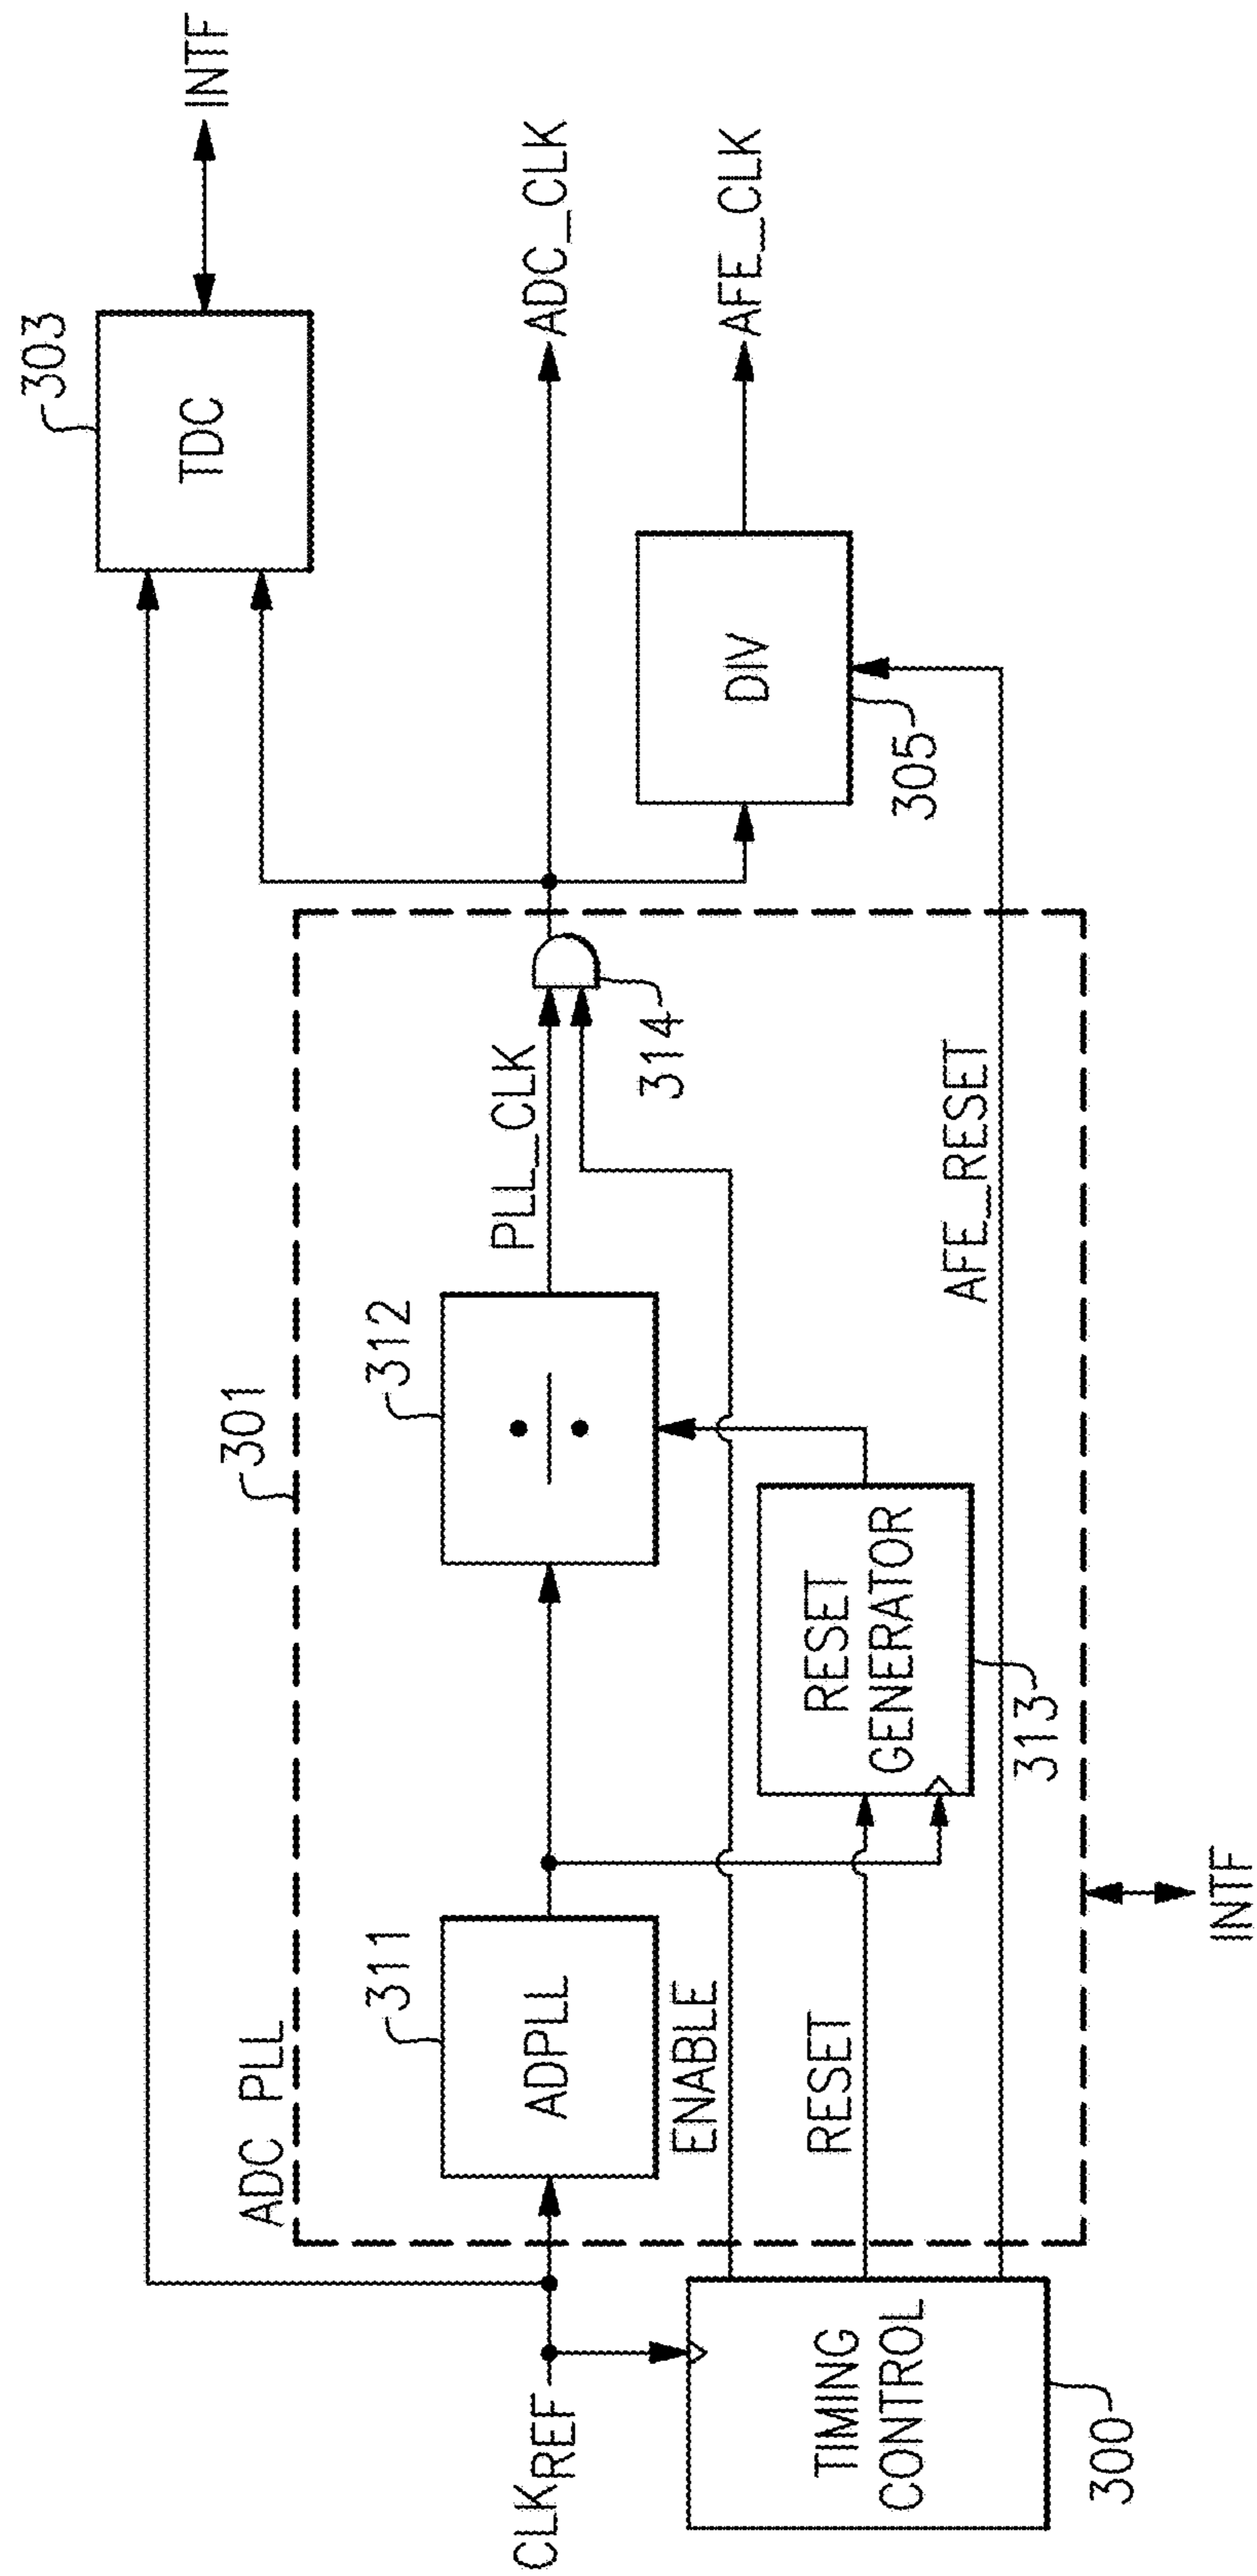 303
TDC
INTF
ADC PLL
301
311
ADPLL
312
PLL_CLK
ADC_CLK
CLKREF
ENABLE
314
DIV
AFE_CLK
305
RESET
RESET
GENERATOR
313
TIMING
CONTROL
AFE_RESET
300
INTF